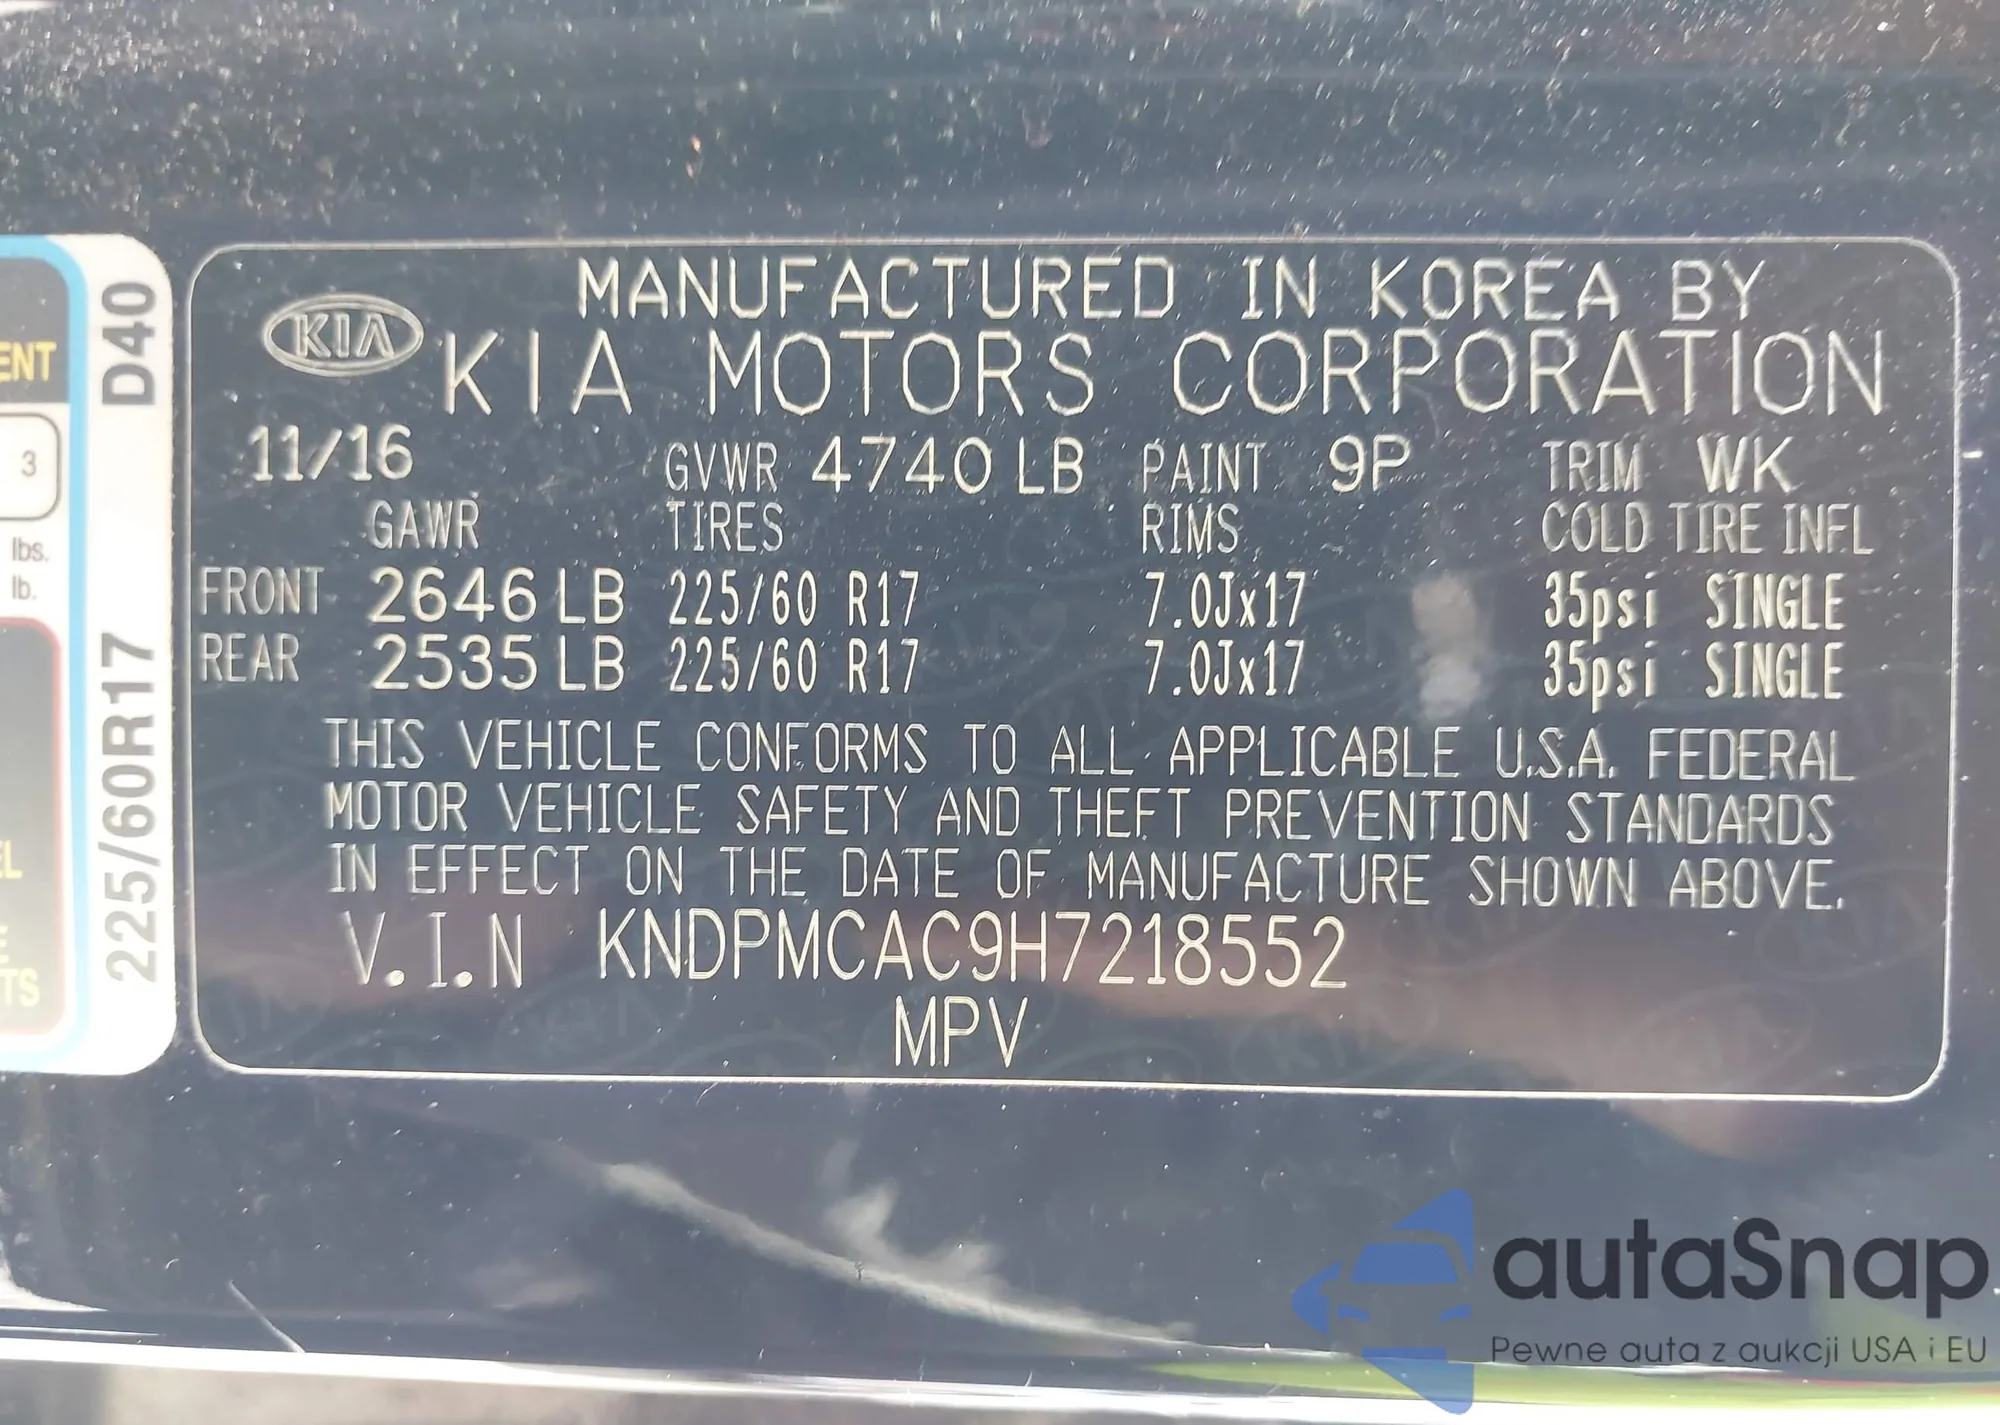 MANUFACTURED IN KOREA BY
KIA
KIA MOTORS CORPORATION
11/16 GVWR 4740 LB PAINT 9P TRIM WK
GAWR TIRES RIMS COLD TIRE INFL
FRONT 2646 LB 225/60 R17 7.0Jx17 35psi SINGLE
REAR 2535 LB 225/60 R17 7.0Jx17 35psi SINGLE
THIS VEHICLE CONFORMS TO ALL APPLICABLE U.S.A. FEDERAL
MOTOR VEHICLE SAFETY AND THEFT PREVENTION STANDARDS
IN EFFECT ON THE DATE OF MANUFACTURE SHOWN ABOVE.
V.I.N KNDPMCAC9H7218552
MPV
D40
225/60R17
3
lbs.
lb.
autaSnap
Pewne auta z aukcji USA i EU